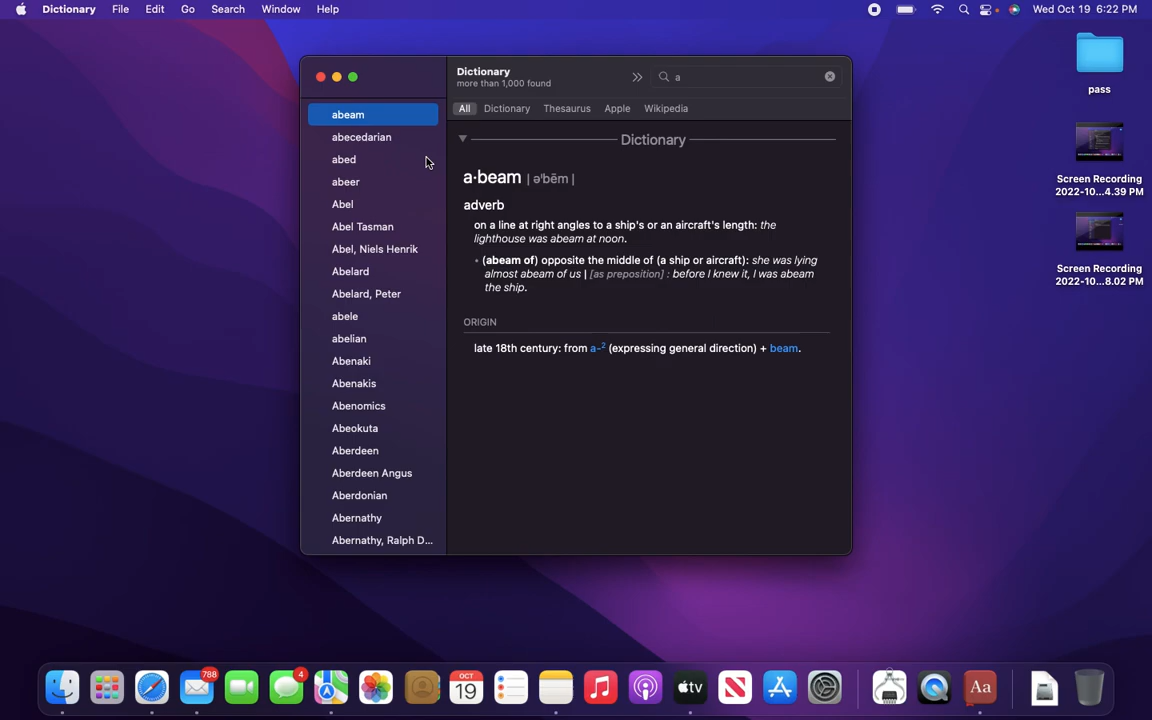 Dictionary File Edit Go Search Window Help Wed Oct 19 6:22 PM
Dictionary
more than 1,000 found
a
All Dictionary Thesaurus Apple Wikipedia
abeam
abecedarian
abed
abeer
Abel
Abel Tasman
Abel, Niels Henrik
Abelard
Abelard, Peter
abele
abelian
Abenaki
Abenakis
Abenomics
Abeokuta
Aberdeen
Aberdeen Angus
Aberdonian
Abernathy
Abernathy, Ralph D...
Dictionary
a·beam | əˈbēm |
adverb
on a line at right angles to a ship's or an aircraft's length: the
lighthouse was abeam at noon.
• (abeam of) opposite the middle of (a ship or aircraft): she was lying
almost abeam of us | [as preposition] : before I knew it, I was abeam
the ship.
ORIGIN
late 18th century: from a-2 (expressing general direction) + beam.
pass
Screen Recording
2022-10...4.39 PM
Screen Recording
2022-10...8.02 PM
788
4
OCT
19
tv
Aa